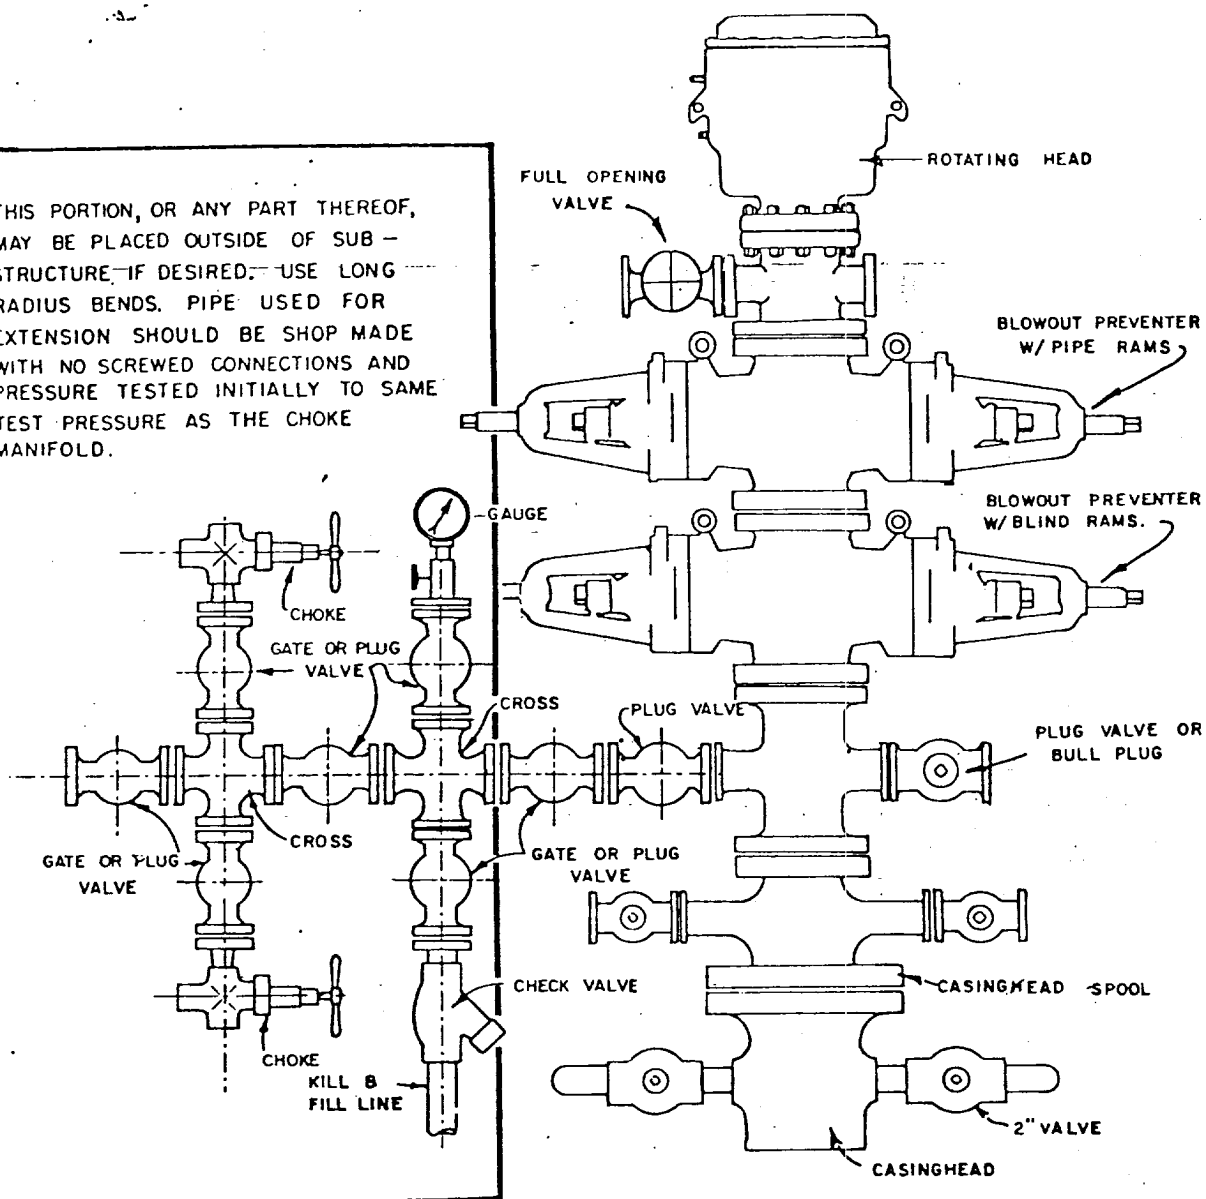 ROTATING HEAD
FULL OPENING
VALVE
THIS PORTION, OR ANY PART THEREOF,
MAY BE PLACED OUTSIDE OF SUB-
STRUCTURE, IF DESIRED. USE LONG
RADIUS BENDS. PIPE USED FOR
EXTENSION SHOULD BE SHOP MADE
WITH NO SCREWED CONNECTIONS AND
PRESSURE TESTED INITIALLY TO SAME
TEST PRESSURE AS THE CHOKE
MANIFOLD.
BLOWOUT PREVENTER
W/ PIPE RAMS
BLOWOUT PREVENTER
W/ BLIND RAMS.
GAUGE
CHOKE
GATE OR PLUG
VALVE
CROSS
PLUG VALVE
PLUG VALVE OR
BULL PLUG
CROSS
GATE OR PLUG
VALVE
GATE OR PLUG
VALVE
CHECK VALVE
CASINGHEAD SPOOL
CHOKE
KILL &
FILL LINE
2" VALVE
CASINGHEAD